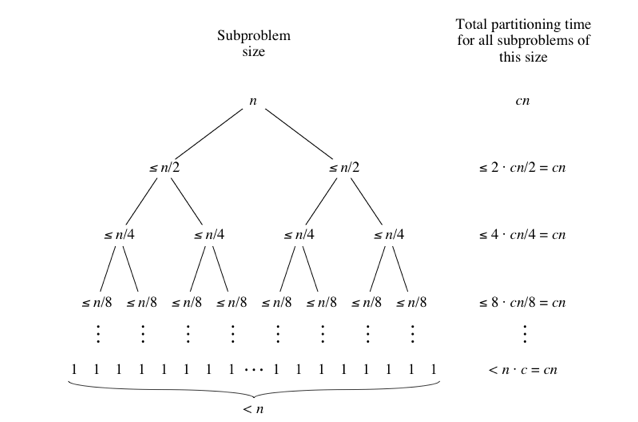 Subproblem
size
Total partitioning time
for all subproblems of
this size
n
cn
≤ n/2 ≤ n/2
≤ 2 · cn/2 = cn
≤ n/4 ≤ n/4 ≤ n/4 ≤ n/4
≤ 4 · cn/4 = cn
≤ n/8 ≤ n/8 ≤ n/8 ≤ n/8 ≤ n/8 ≤ n/8 ≤ n/8 ≤ n/8
≤ 8 · cn/8 = cn
⋮ ⋮ ⋮ ⋮ ⋮ ⋮ ⋮ ⋮
⋮
1 1 1 1 1 1 1 1 ⋯ 1 1 1 1 1 1 1 1
< n · c = cn
< n